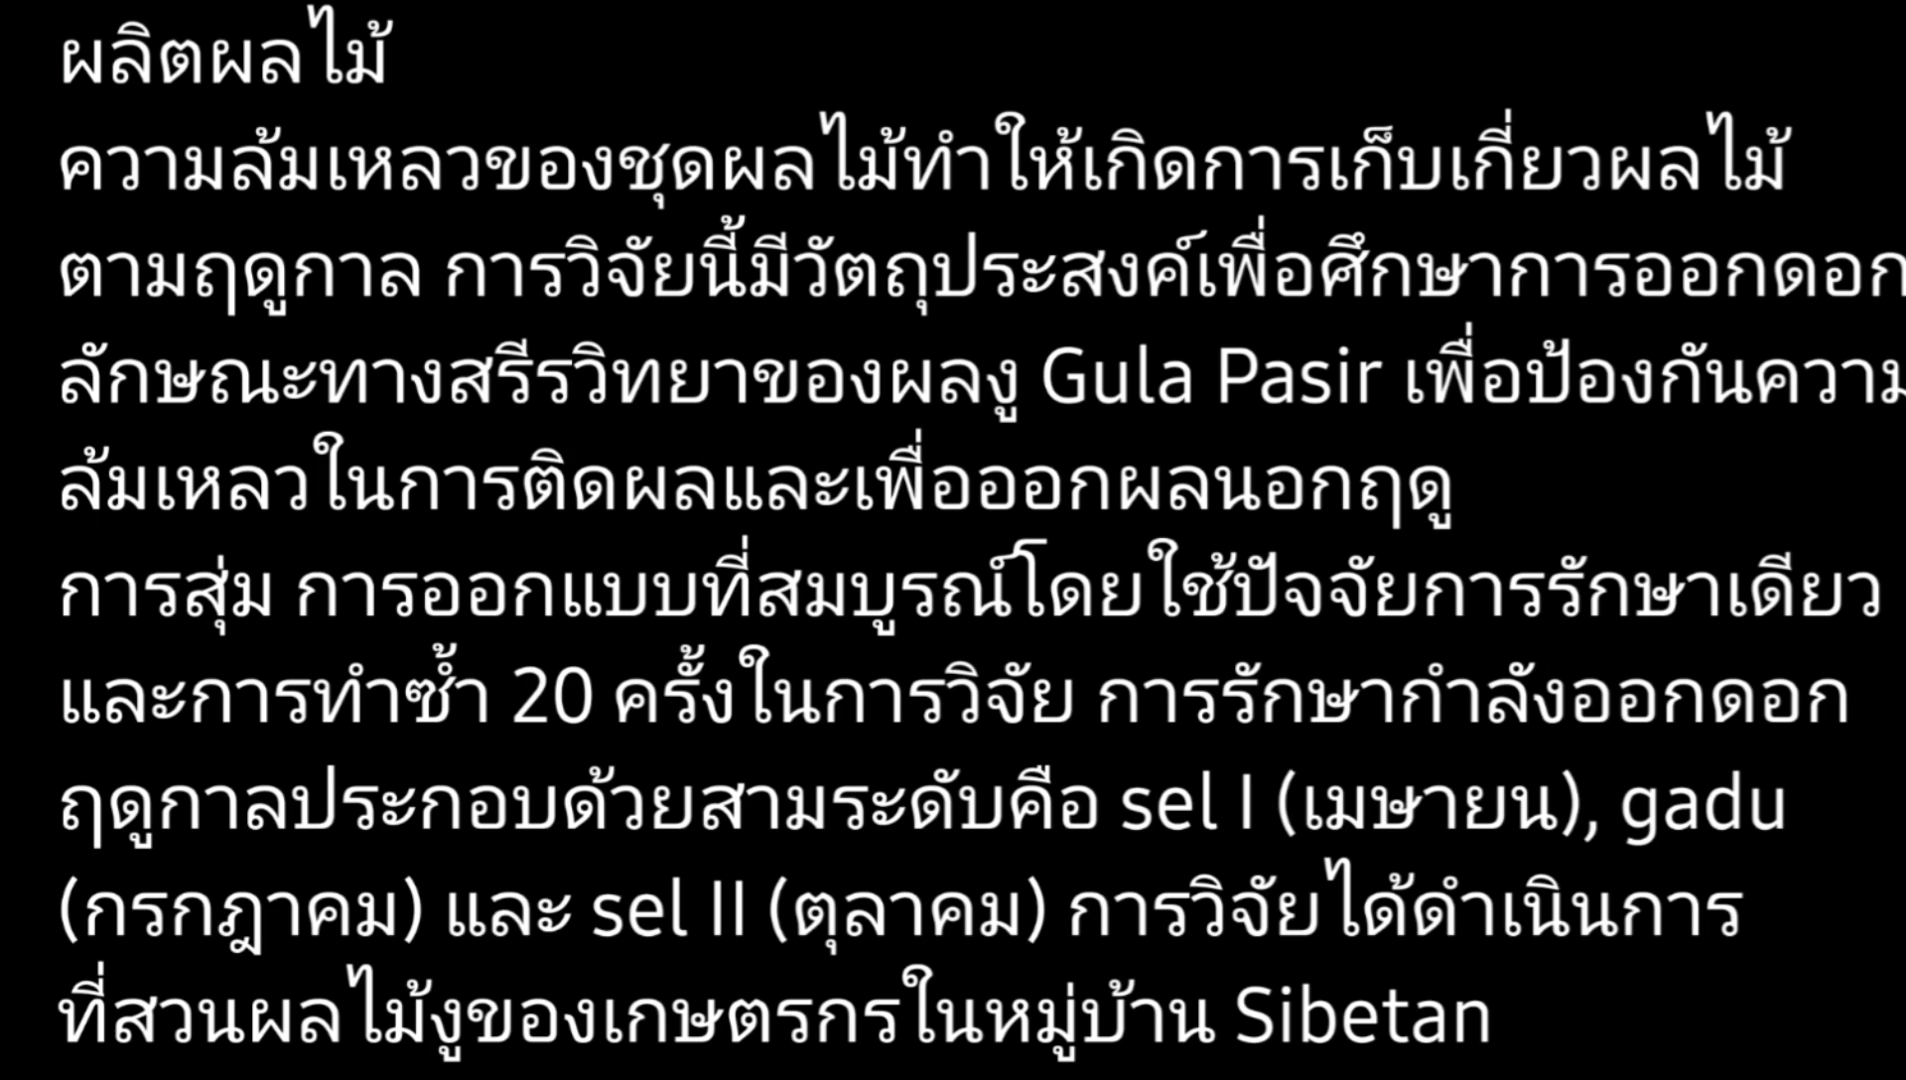 ผลิตผลไม้
ความล้มเหลวของชุดผลไม้ทำให้เกิดการเก็บเกี่ยวผลไม้
ตามฤดูกาล การวิจัยนี้มีวัตถุประสงค์เพื่อศึกษาการออกดอก
ลักษณะทางสรีรวิทยาของผลงู Gula Pasir เพื่อป้องกันความ
ล้มเหลวในการติดผลและเพื่อออกผลนอกฤดู
การสุ่ม การออกแบบที่สมบูรณ์โดยใช้ปัจจัยการรักษาเดียว
และการทำซ้ำ 20 ครั้งในการวิจัย การรักษากำลังออกดอก
ฤดูกาลประกอบด้วยสามระดับคือ sel I (เมษายน), gadu
(กรกฎาคม) และ sel II (ตุลาคม) การวิจัยได้ดำเนินการ
ที่สวนผลไม้งูของเกษตรกรในหมู่บ้าน Sibetan